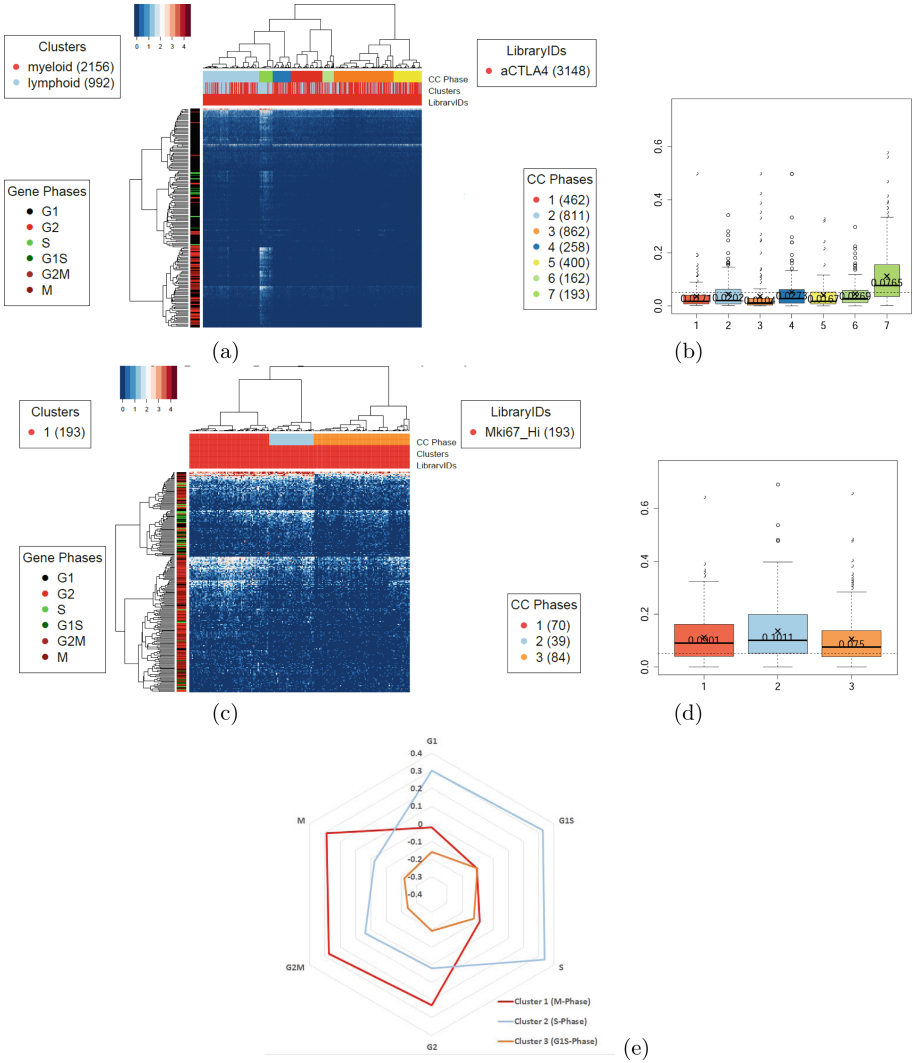 0 1 2 3 4
Clusters
myeloid (2156)
lymphoid (992)
LibraryIDs
aCTLA4 (3148)
CC Phase
Clusters
LibraryIDs
Gene Phases
G1
G2
S
G1S
G2M
M
CC Phases
1 (462)
2 (811)
3 (862)
4 (258)
5 (400)
6 (162)
7 (193)
0.6
0.4
0.2
0.0
0.0765
1 2 3 4 5 6 7
(a)
(b)
0 1 2 3 4
Clusters
1 (193)
LibraryIDs
Mki67_Hi (193)
CC Phase
Clusters
LibraryIDs
Gene Phases
G1
G2
S
G1S
G2M
M
CC Phases
1 (70)
2 (39)
3 (84)
0.6
0.4
0.2
0.0
0.0901 0.1011 0.075
1 2 3
(c)
(d)
G1
0.4
0.3
0.2
0.1
0
-0.1
-0.2
-0.3
-0.4
M
G1S
G2M
S
G2
Cluster 1 (M-Phase)
Cluster 2 (S-Phase)
Cluster 3 (G1S-Phase)
(e)